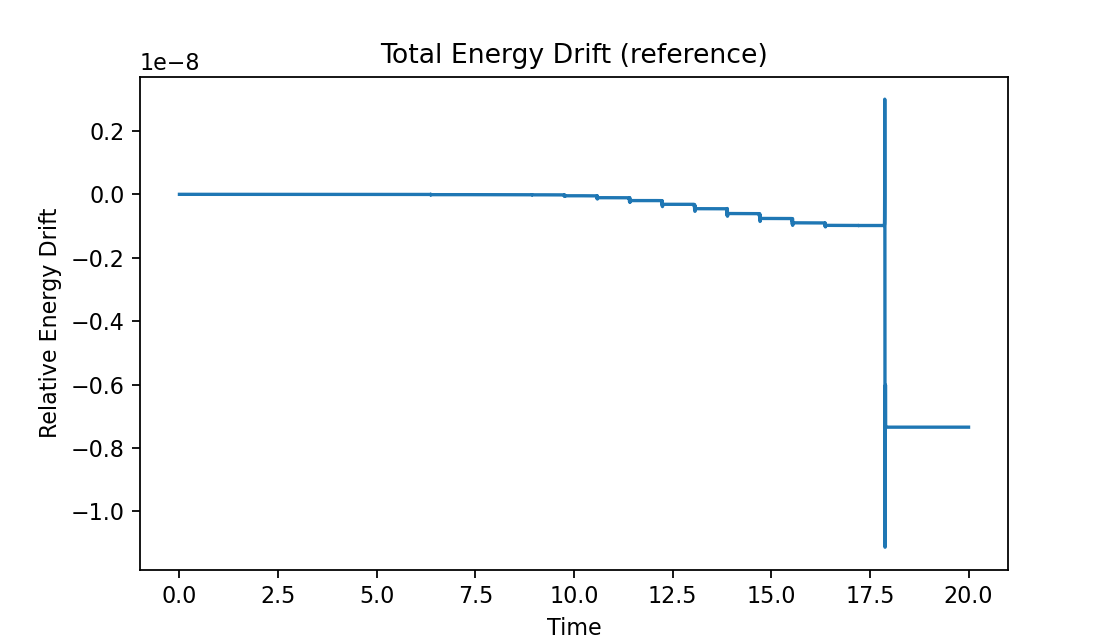 Total Energy Drift (reference)
1e−8
0.2
0.0
−0.2
−0.4
−0.6
−0.8
−1.0
Relative Energy Drift
0.0 2.5 5.0 7.5 10.0 12.5 15.0 17.5 20.0
Time